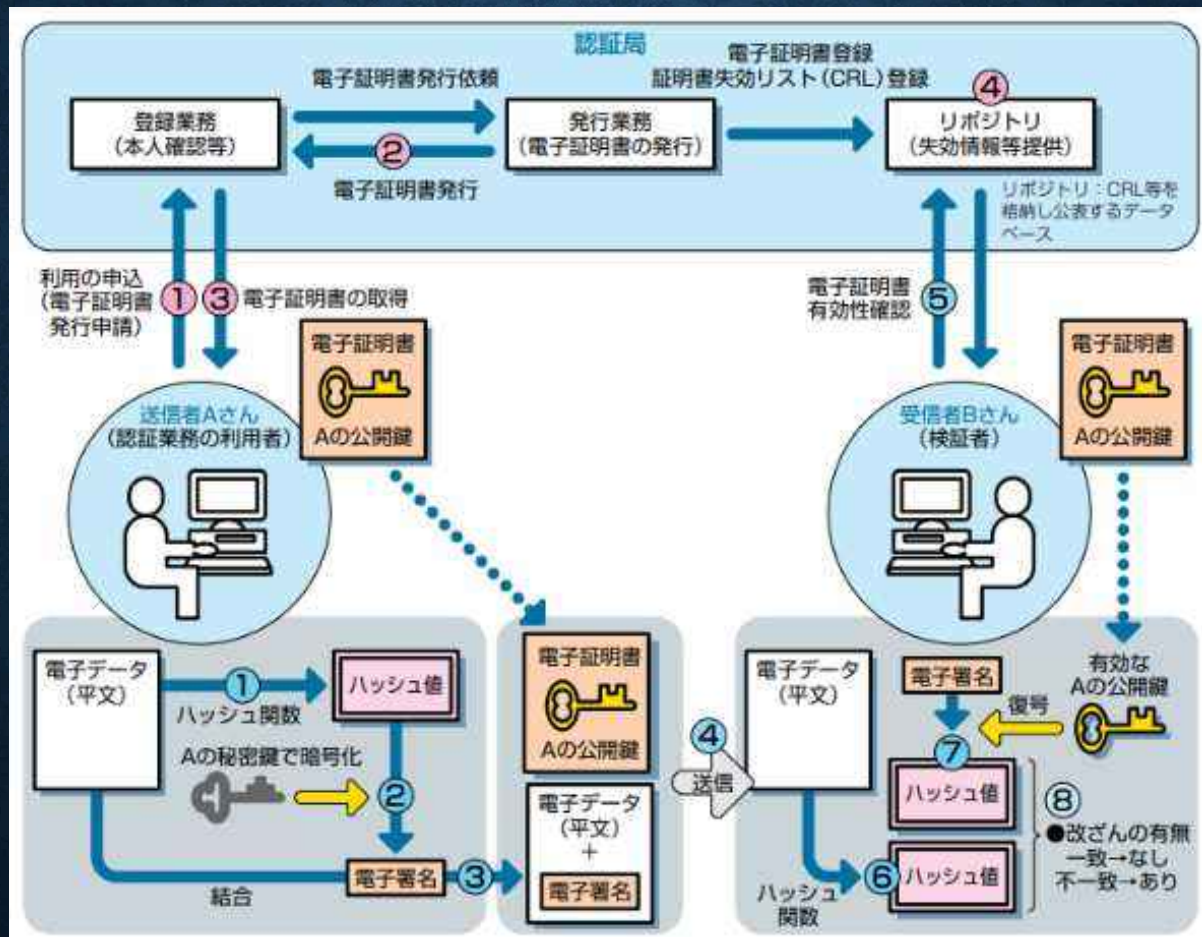 認証局
電子証明書発行依頼
電子証明書登録
証明書失効リスト(CRL)登録
登録業務
(本人確認等)
発行業務
(電子証明書の発行)
④
リポジトリ
(失効情報等提供)
②
電子証明書発行
リポジトリ:CRL等を
格納し公表するデータ
ベース
利用の申込
(電子証明書
発行申請)
①
③
電子証明書の取得
電子証明書
有効性確認
⑤
電子証明書
Aの公開鍵
電子証明書
Aの公開鍵
送信者Aさん
(認証業務の利用者)
受信者Bさん
(検証者)
電子データ
(平文)
①
ハッシュ関数
ハッシュ値
Aの秘密鍵で暗号化
②
結合
電子署名
③
電子証明書
Aの公開鍵
電子データ
(平文)
+
電子署名
④
送信
電子データ
(平文)
電子署名
有効な
Aの公開鍵
復号
⑦
ハッシュ値
⑥
ハッシュ値
ハッシュ
関数
⑧
●改ざんの有無
一致→なし
不一致→あり